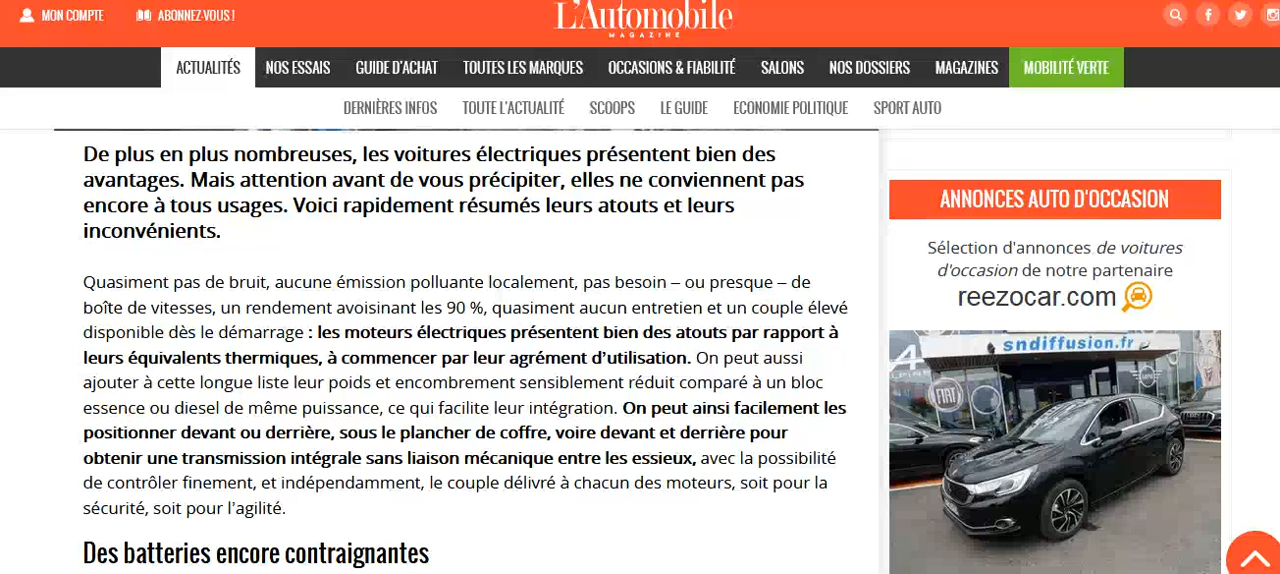 MON COMPTE
ABONNEZ-VOUS !
L'Automobile
MAGAZINE
ACTUALITÉS
NOS ESSAIS
GUIDE D'ACHAT
TOUTES LES MARQUES
OCCASIONS & FIABILITÉ
SALONS
NOS DOSSIERS
MAGAZINES
MOBILITÉ VERTE
DERNIÈRES INFOS
TOUTE L'ACTUALITÉ
SCOOPS
LE GUIDE
ECONOMIE POLITIQUE
SPORT AUTO
De plus en plus nombreuses, les voitures électriques présentent bien des
avantages. Mais attention avant de vous précipiter, elles ne conviennent pas
encore à tous usages. Voici rapidement résumés leurs atouts et leurs
inconvénients.
Quasiment pas de bruit, aucune émission polluante localement, pas besoin – ou presque – de
boîte de vitesses, un rendement avoisinant les 90 %, quasiment aucun entretien et un couple élevé
disponible dès le démarrage : les moteurs électriques présentent bien des atouts par rapport à
leurs équivalents thermiques, à commencer par leur agrément d’utilisation. On peut aussi
ajouter à cette longue liste leur poids et encombrement sensiblement réduit comparé à un bloc
essence ou diesel de même puissance, ce qui facilite leur intégration. On peut ainsi facilement les
positionner devant ou derrière, sous le plancher de coffre, voire devant et derrière pour
obtenir une transmission intégrale sans liaison mécanique entre les essieux, avec la possibilité
de contrôler finement, et indépendamment, le couple délivré à chacun des moteurs, soit pour la
sécurité, soit pour l’agilité.
Des batteries encore contraignantes
ANNONCES AUTO D'OCCASION
Sélection d'annonces de voitures
d'occasion de notre partenaire
reezocar.com
sndiffusion.fr
FIAT